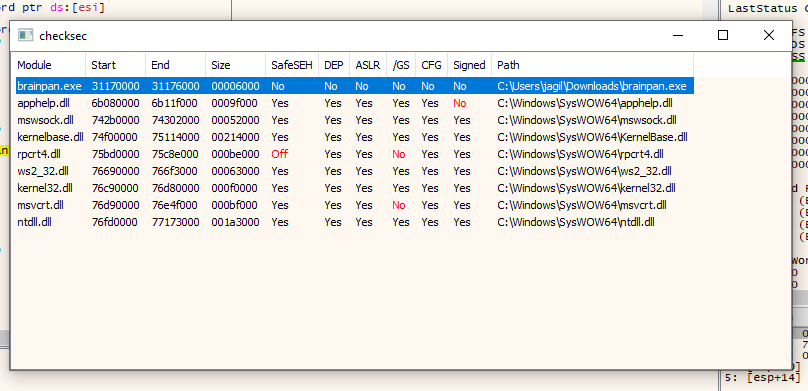 ord ptr ds:[esi]
LastStatus
checksec
Module Start End Size SafeSEH DEP ASLR /GS CFG Signed Path
brainpan.exe 31170000 31176000 00006000 No No No No No No C:\Users\jagil\Downloads\brainpan.exe
apphelp.dll 6b080000 6b11f000 0009f000 Yes Yes Yes Yes Yes No C:\Windows\SysWOW64\apphelp.dll
mswsock.dll 742b0000 74302000 00052000 Yes Yes Yes Yes Yes Yes C:\Windows\SysWOW64\mswsock.dll
kernelbase.dll 74f00000 75114000 00214000 Yes Yes Yes Yes Yes Yes C:\Windows\SysWOW64\KernelBase.dll
rpcrt4.dll 75bd0000 75c8e000 000be000 Off Yes Yes No Yes Yes C:\Windows\SysWOW64\rpcrt4.dll
ws2_32.dll 76690000 766f3000 00063000 Yes Yes Yes Yes Yes Yes C:\Windows\SysWOW64\ws2_32.dll
kernel32.dll 76c90000 76d80000 000f0000 Yes Yes Yes Yes Yes Yes C:\Windows\SysWOW64\kernel32.dll
msvcrt.dll 76d90000 76e4f000 000bf000 Yes Yes Yes No Yes Yes C:\Windows\SysWOW64\msvcrt.dll
ntdll.dll 76fd0000 77173000 001a3000 Yes Yes Yes Yes Yes Yes C:\Windows\SysWOW64\ntdll.dll
5: [esp+14]